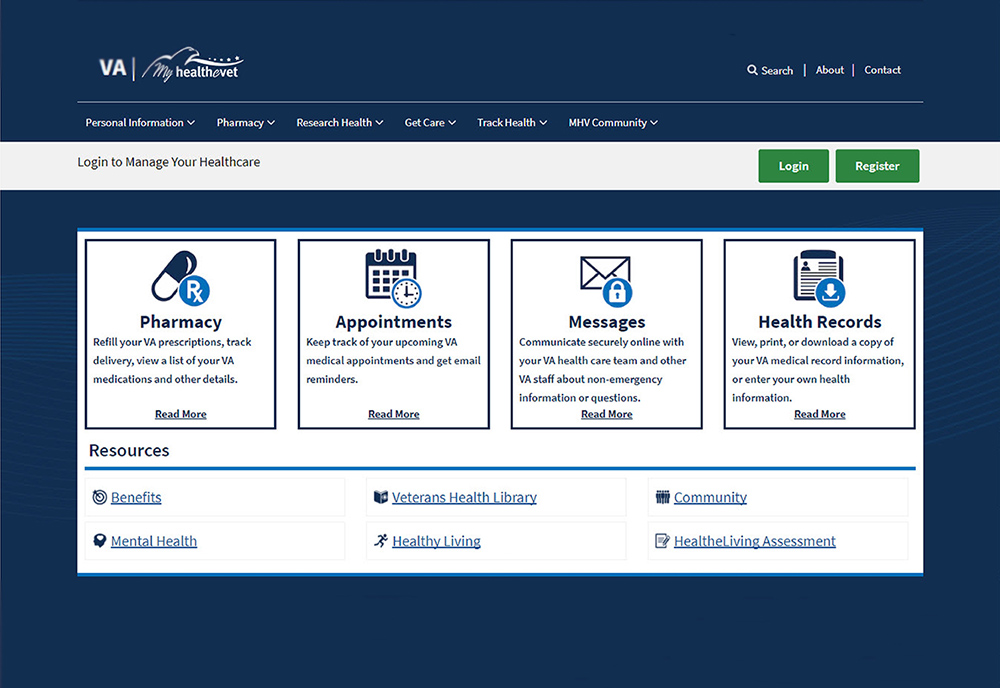 VA | My healthevet
Search | About | Contact
Personal Information Pharmacy Research Health Get Care Track Health MHV Community
Login to Manage Your Healthcare
Login Register
Rx
Pharmacy
Refill your VA prescriptions, track
delivery, view a list of your VA
medications and other details.
Read More
Appointments
Keep track of your upcoming VA
medical appointments and get email
reminders.
Read More
Messages
Communicate securely online with
your VA health care team and other
VA staff about non-emergency
information or questions.
Read More
Health Records
View, print, or download a copy of
your VA medical record information,
or enter your own health
information.
Read More
Resources
Benefits Veterans Health Library Community
Mental Health Healthy Living HealtheLiving Assessment